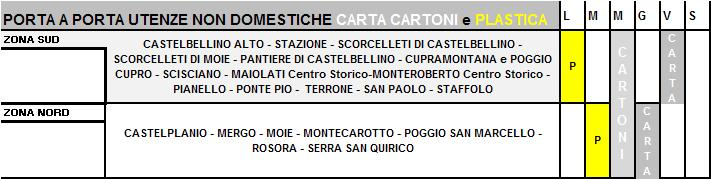 PORTA A PORTA UTENZE NON DOMESTICHE CARTA CARTONI e PLASTICA L M M G V S
ZONA SUD
CASTELBELLINO ALTO - STAZIONE - SCORCELLETI DI CASTELBELLINO -
SCORCELLETI DI MOIE - PANTIERE DI CASTELBELLINO - CUPRAMONTANA e POGGIO
CUPRO - SCISCIANO - MAIOLATI Centro Storico-MONTEROBERTO Centro Storico -
PIANELLO - PONTE PIO - TERRONE - SAN PAOLO - STAFFOLO
P
CARTONI
CARTA
ZONA NORD
CASTELPLANIO - MERGO - MOIE - MONTECAROTTO - POGGIO SAN MARCELLO -
ROSORA - SERRA SAN QUIRICO
P
CARTA